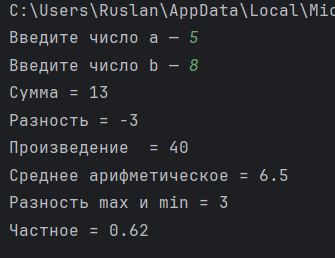 C:\Users\Ruslan\AppData\Local\Mic
Введите число a — 5
Введите число b — 8
Сумма = 13
Разность = -3
Произведение  = 40
Среднее арифметическое = 6.5
Разность max и min = 3
Частное = 0.62